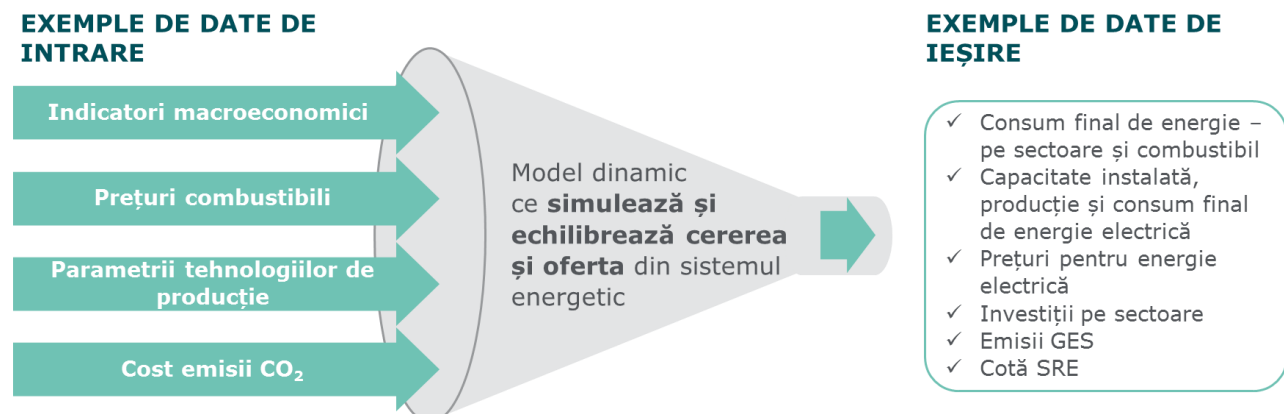 EXEMPLE DE DATE DE
INTRARE
Indicatori macroeconomici
Prețuri combustibili
Parametrii tehnologiilor de
producție
Cost emisii CO₂
Model dinamic
ce simulează și
echilibrează cererea
și oferta din sistemul
energetic
EXEMPLE DE DATE DE
IEȘIRE
✓ Consum final de energie –
pe sectoare și combustibil
✓ Capacitate instalată,
producție și consum final
de energie electrică
✓ Prețuri pentru energie
electrică
✓ Investiții pe sectoare
✓ Emisii GES
✓ Cotă SRE